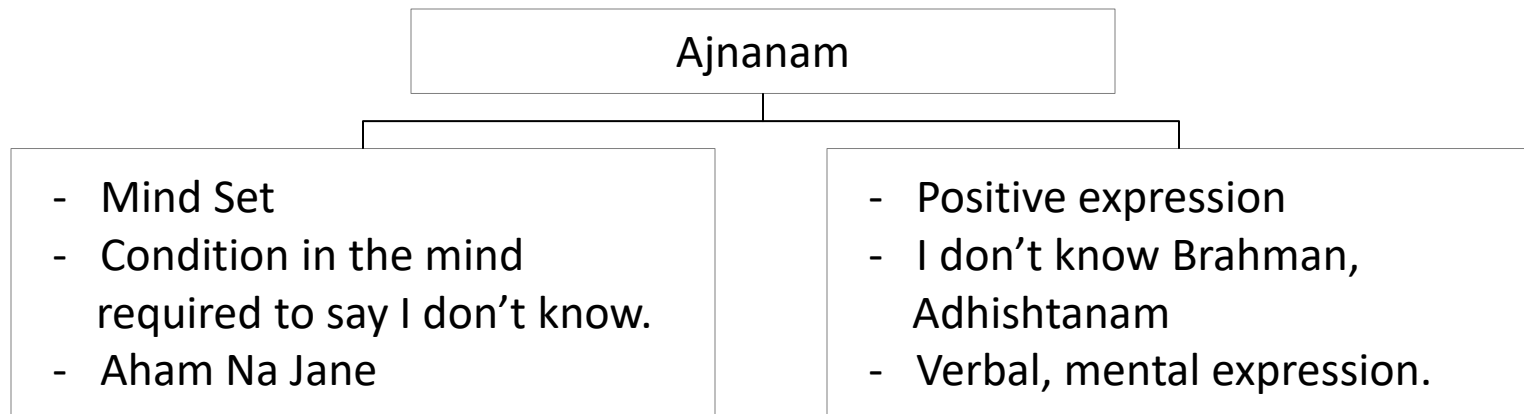 Ajnanam
- Mind Set
- Condition in the mind
required to say I don’t know.
- Aham Na Jane
- Positive expression
- I don’t know Brahman,
Adhishtanam
- Verbal, mental expression.